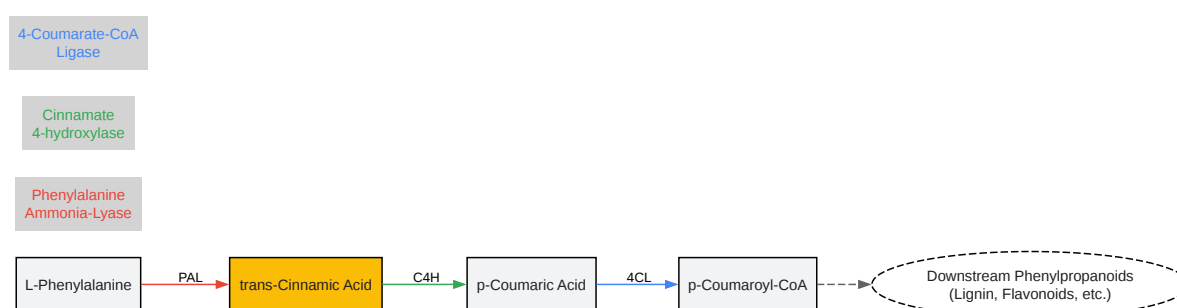 4-Coumarate-CoA
Ligase
Cinnamate
4-hydroxylase
Phenylalanine
Ammonia-Lyase
L-Phenylalanine
PAL
trans-Cinnamic Acid
C4H
p-Coumaric Acid
4CL
p-Coumaroyl-CoA
Downstream Phenylpropanoids
(Lignin, Flavonoids, etc.)